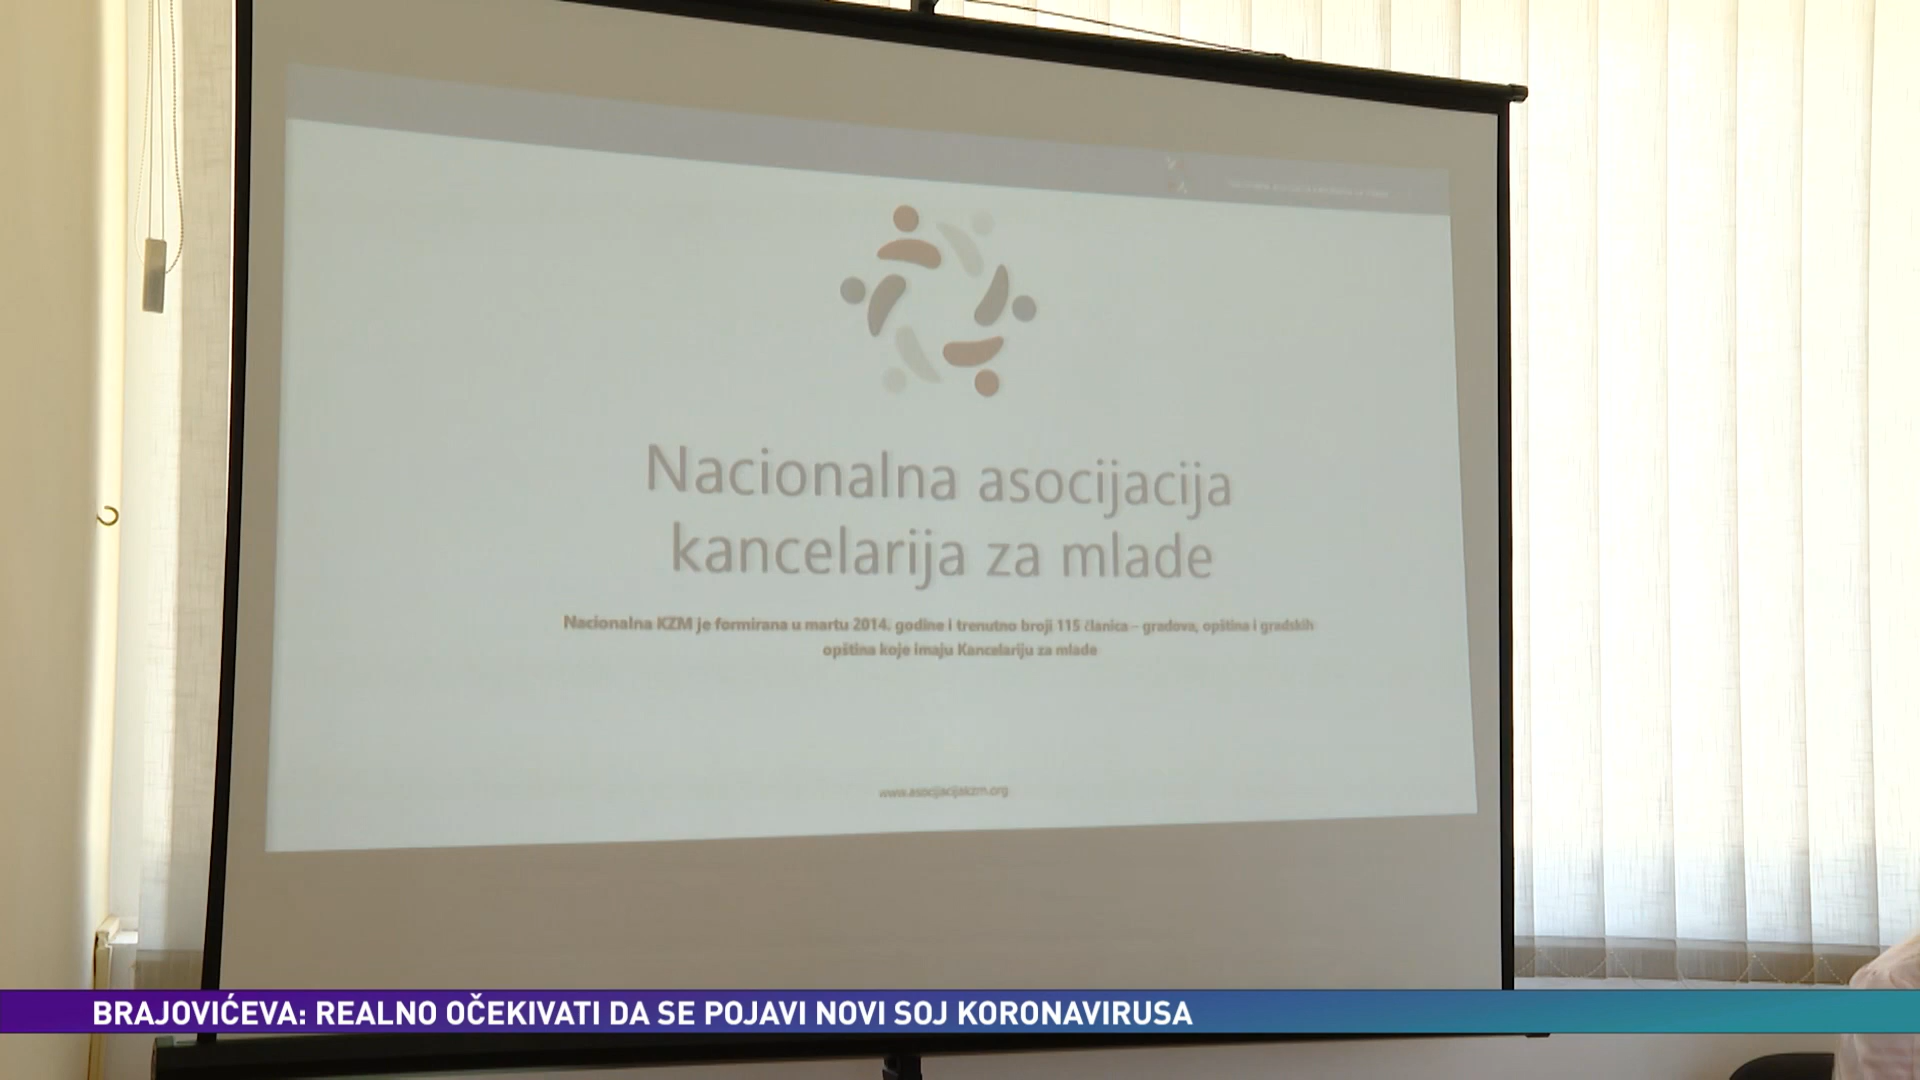 Nacionalna asocijacija
kancelarija za mlade
Nacionalna KZM je formirana u martu 2014. godine i trenutno broji 115 članica – gradova, opština i gradskih
opština koje imaju Kancelariju za mlade
www.asocijacijakzm.org
BRAJOVIĆEVA: REALNO OČEKIVATI DA SE POJAVI NOVI SOJ KORONAVIRUSA